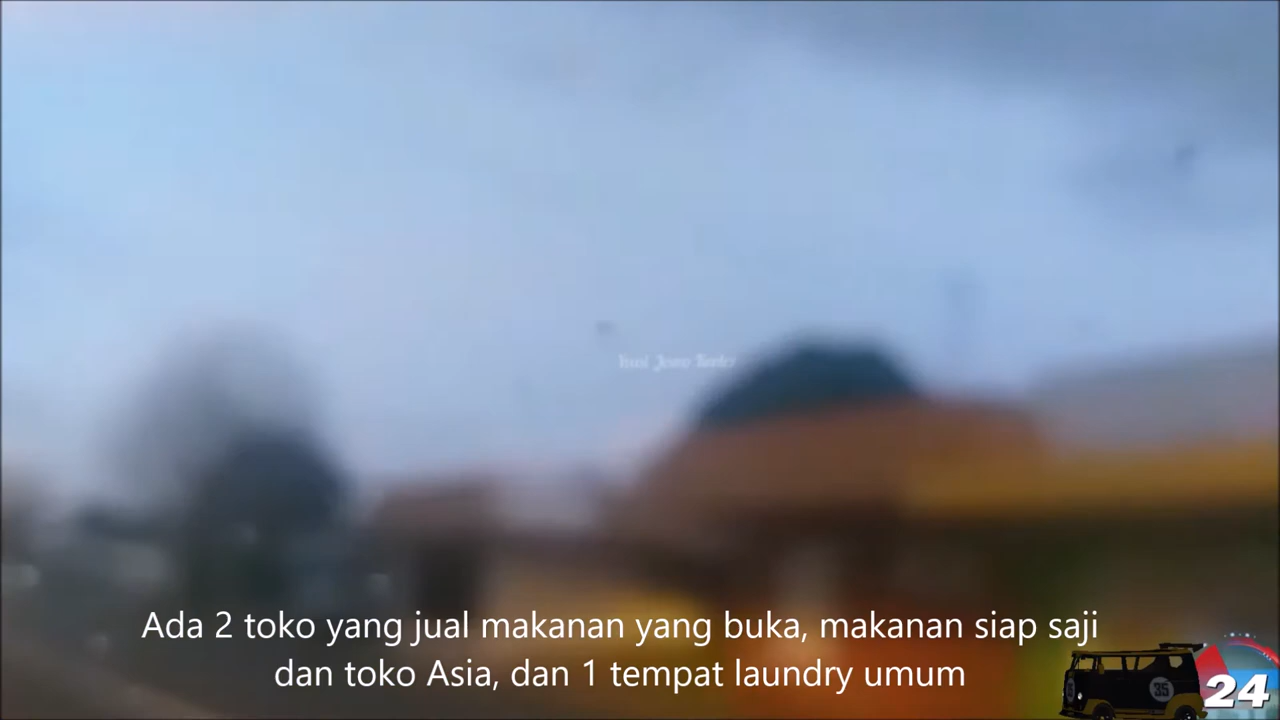 Ada 2 toko yang jual makanan yang buka, makanan siap saji
dan toko Asia, dan 1 tempat laundry umum
35
24